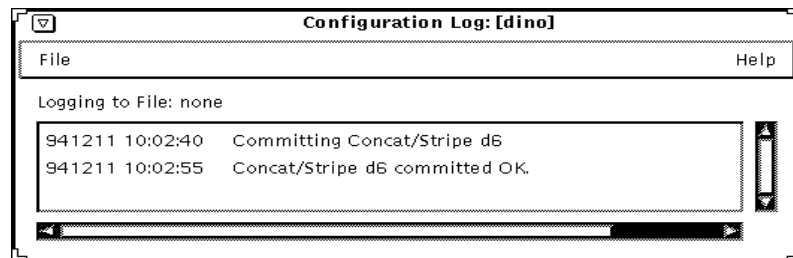 Configuration Log: [dino]
File Help
Logging to File: none
941211 10:02:40 Committing Concat/Stripe d6
941211 10:02:55 Concat/Stripe d6 committed OK.